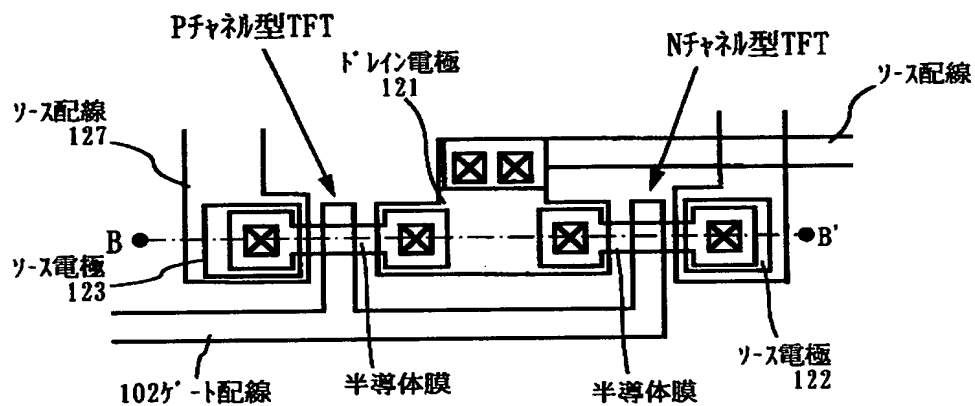 Pチャネル型TFT
ドレイン電極
121
Nチャネル型TFT
ソース配線
ソース配線
127
B
B'
ソース電極
123
ソース電極
122
102ゲート配線
半導体膜
半導体膜